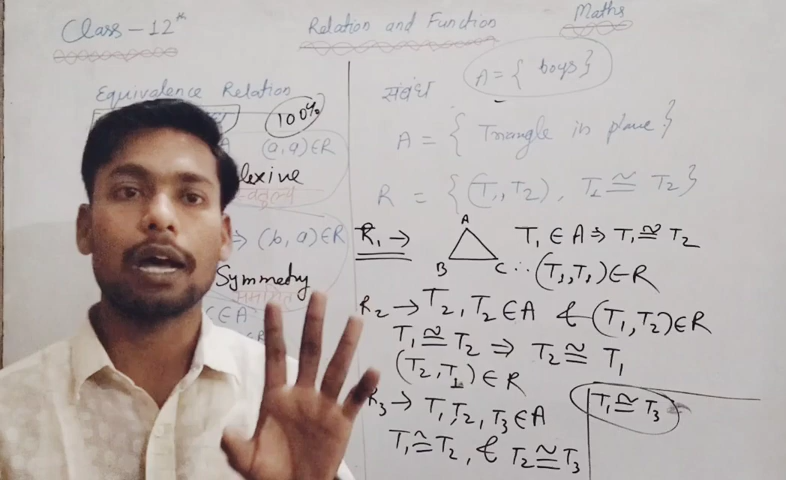 Class-12*
Relation and Function
Maths
Equivalence Relation
100%
A (a,a)∈R
lexive
⇒ (b, a)∈R
Symmetry
C∈A
∈R
संबंध
A = { boys }
A = { Triangle in plane }
R = { (T₁, T₂), T₁ ≅ T₂ }
R₁ →
A
B
C
T₁ ∈ A ⇒ T₁ ≅ T₂
∴ (T₁, T₁) ∈ R
R₂ → T₂, T₂ ∈ A & (T₁, T₂) ∈ R
T₁ ≅ T₂ ⇒ T₂ ≅ T₁
(T₂, T₁) ∈ R
R₃ → T₁, T₂, T₃ ∈ A
T₁ ≅ T₂, & T₂ ≅ T₃
T₁ ≅ T₃